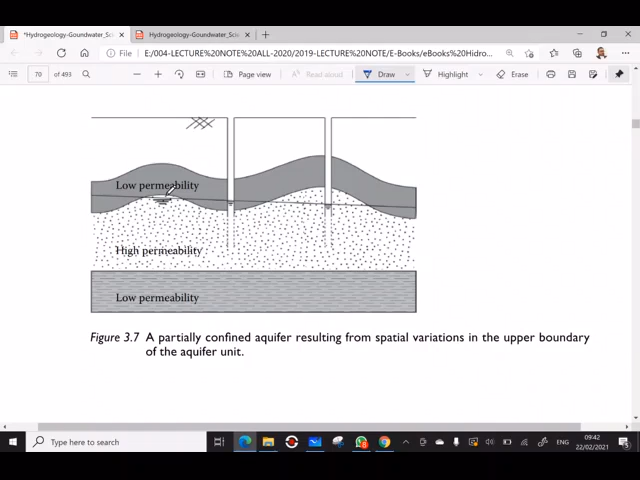 *Hydrogeology-Groundwater_Sci
Hydrogeology-Goundwater_Scie
File
E:/004-LECTURE%20NOTE%20ALL-2020/2019-LECTURE%20NOTE/E-Books/eBooks%20Hidro...
70
of 493
Page view
Read aloud
Draw
Highlight
Erase
Low permeability
High permeability
Low permeability
Figure 3.7 A partially confined aquifer resulting from spatial variations in the upper boundary
of the aquifer unit.
Type here to search
ENG
09:42
22/02/2021